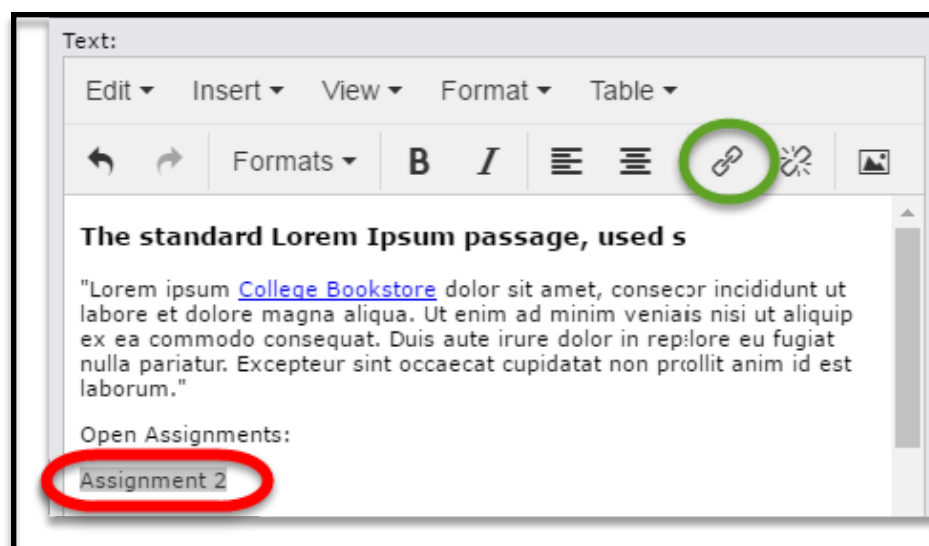 Text:
Edit Insert View Format Table
Formats B I
The standard Lorem Ipsum passage, used s
"Lorem ipsum College Bookstore dolor sit amet, consecor incididunt ut
labore et dolore magna aliqua. Ut enim ad minim veniais nisi ut aliquip
ex ea commodo consequat. Duis aute irure dolor in rep:lore eu fugiat
nulla pariatur. Excepteur sint occaecat cupidatat non prollit anim id est
laborum."
Open Assignments:
Assignment 2